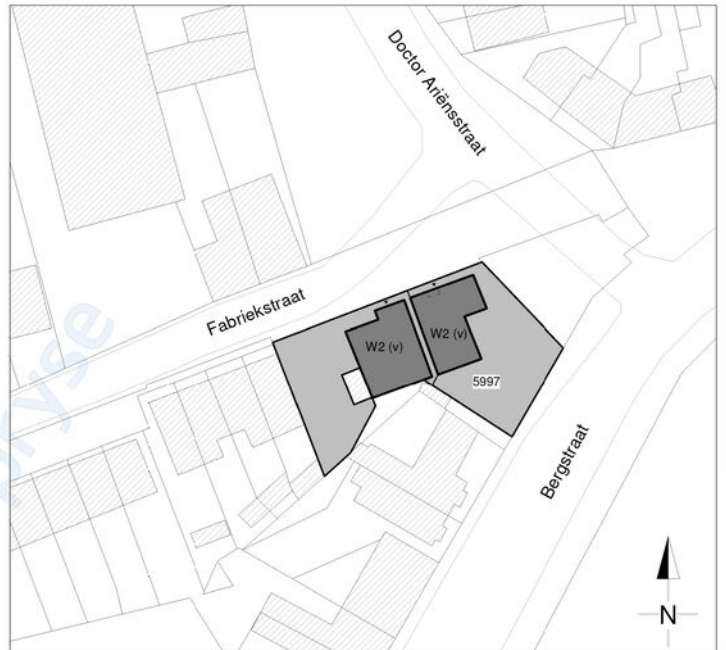 Doctor Ariënsstraat
Fabriekstraat
W2 (v)
W2 (v)
5997
Bergstraat
N